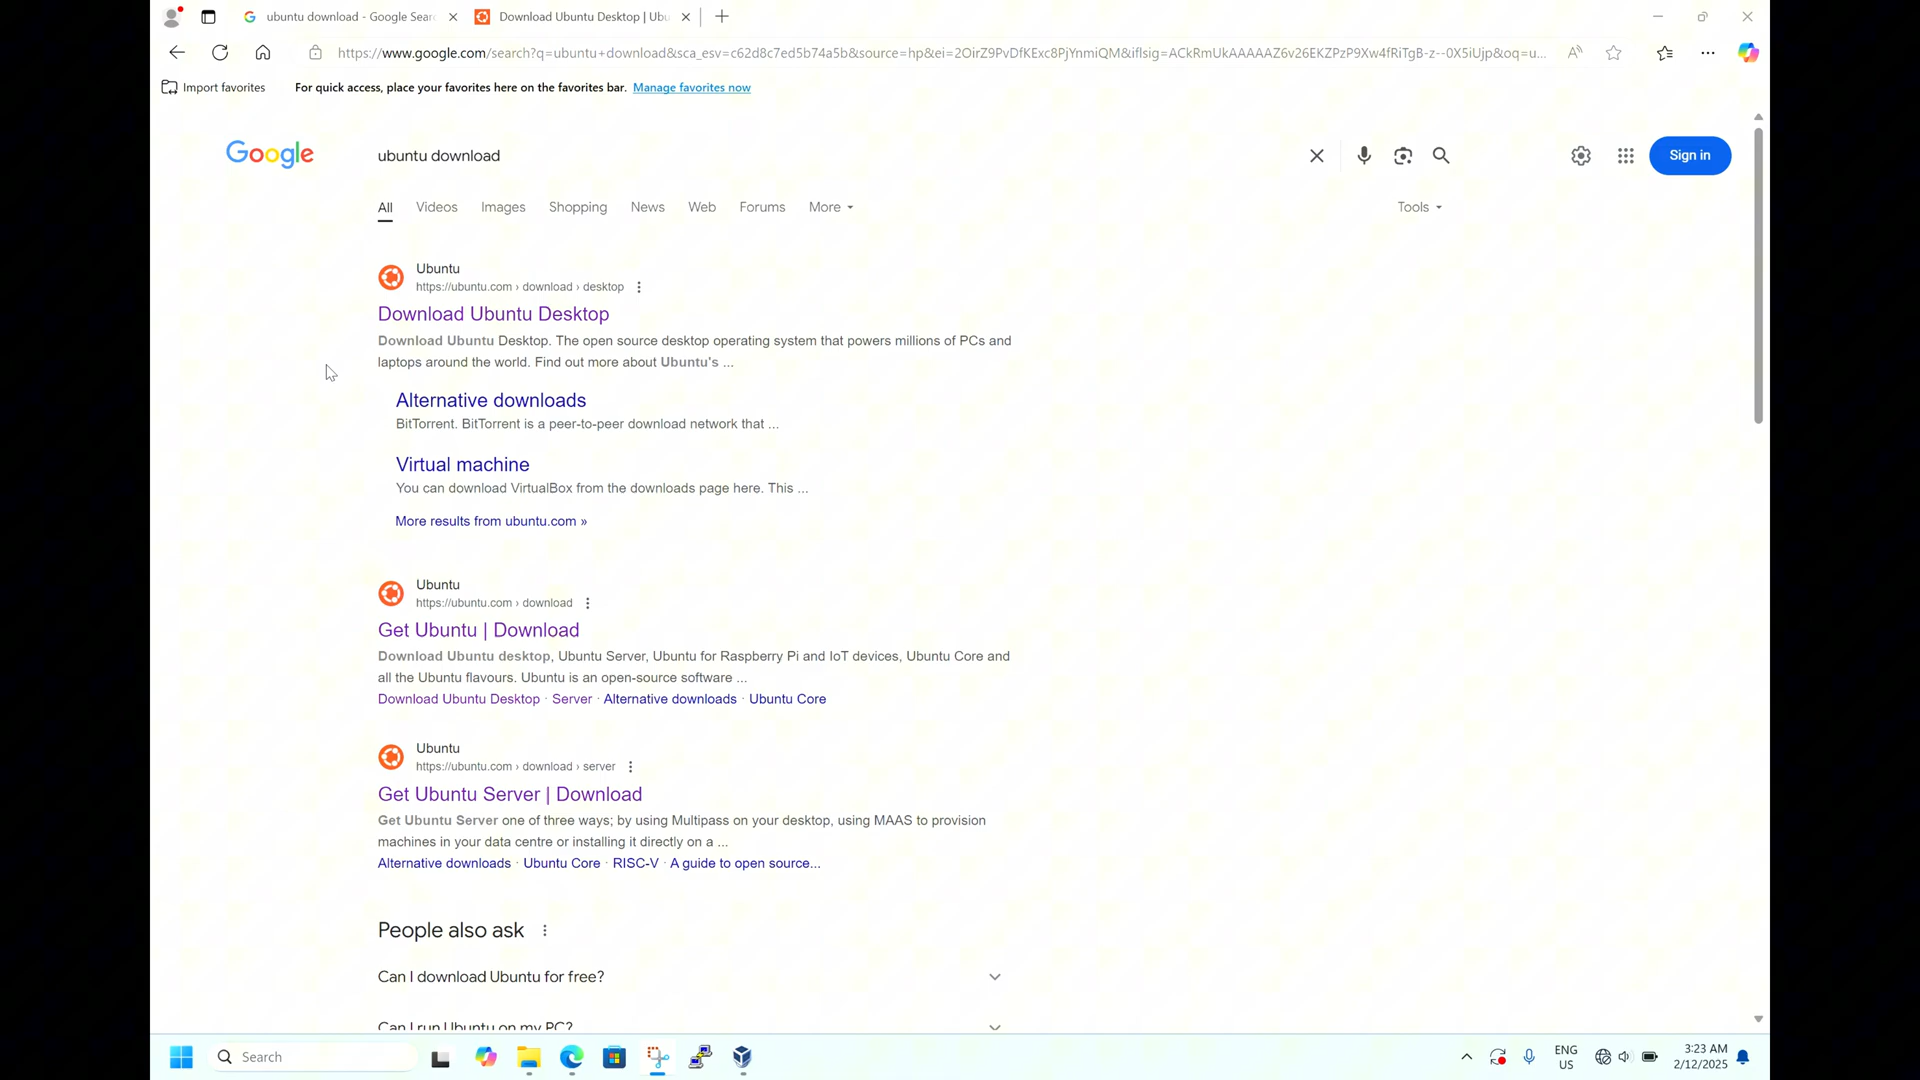 ubuntu download - Google Sear
Download Ubuntu Desktop | Ubu
https://www.google.com/search?q=ubuntu+download&sca_esv=c62d8c7ed5b74a5b&source=hp&ei=2OirZ9PvDfKExc8PjYnmiQM&iflsig=ACkRmUkAAAAAZ6v26EKZPzP9Xw4fRiTgB-z--0X5iUjp&oq=u...
Import favorites
For quick access, place your favorites here on the favorites bar. Manage favorites now
Google
ubuntu download
Sign in
All Videos Images Shopping News Web Forums More
Tools
Ubuntu
https://ubuntu.com › download › desktop
Download Ubuntu Desktop
Download Ubuntu Desktop. The open source desktop operating system that powers millions of PCs and
laptops around the world. Find out more about Ubuntu's ...
Alternative downloads
BitTorrent. BitTorrent is a peer-to-peer download network that ...
Virtual machine
You can download VirtualBox from the downloads page here. This ...
More results from ubuntu.com »
Ubuntu
https://ubuntu.com › download
Get Ubuntu | Download
Download Ubuntu desktop, Ubuntu Server, Ubuntu for Raspberry Pi and IoT devices, Ubuntu Core and
all the Ubuntu flavours. Ubuntu is an open-source software ...
Download Ubuntu Desktop · Server · Alternative downloads · Ubuntu Core
Ubuntu
https://ubuntu.com › download › server
Get Ubuntu Server | Download
Get Ubuntu Server one of three ways; by using Multipass on your desktop, using MAAS to provision
machines in your data centre or installing it directly on a ...
Alternative downloads · Ubuntu Core · RISC-V · A guide to open source...
People also ask
Can I download Ubuntu for free?
Can I run Ubuntu on my PC?
Search
ENG
US
3:23 AM
2/12/2025